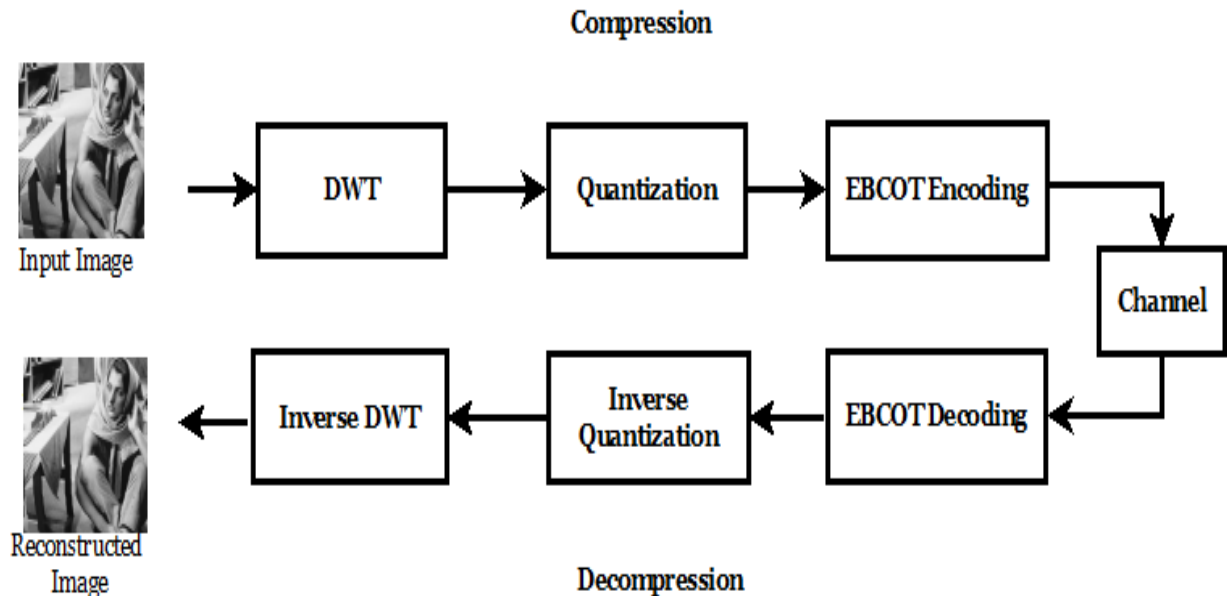 Compression
Input Image
DWT
Quantization
EBCOT Encoding
Channel
EBCOT Decoding
Inverse
Quantization
Inverse DWT
Reconstructed
Image
Decompression